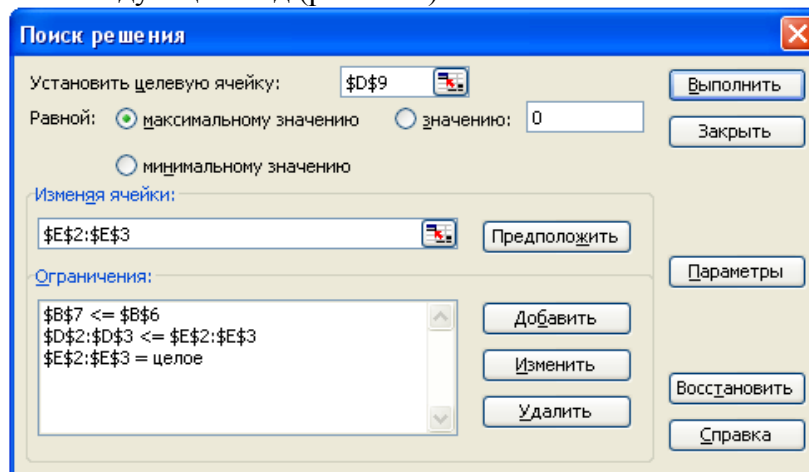 Поиск решения
Установить целевую ячейку: $D$9 Выполнить
Равной: максимальному значению значению: 0 Закрыть
минимальному значению
Изменяя ячейки:
$E$2:$E$3 Предположить
Ограничения: Параметры
$B$7 <= $B$6 Добавить
$D$2:$D$3 <= $E$2:$E$3
$E$2:$E$3 = целое Изменить
Восстановить
Удалить
Справка